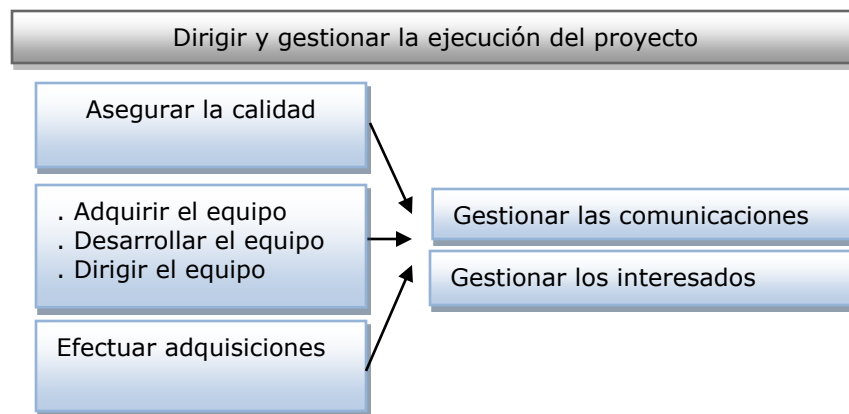 Dirigir y gestionar la ejecución del proyecto
Asegurar la calidad
. Adquirir el equipo
. Desarrollar el equipo
. Dirigir el equipo
Efectuar adquisiciones
Gestionar las comunicaciones
Gestionar los interesados